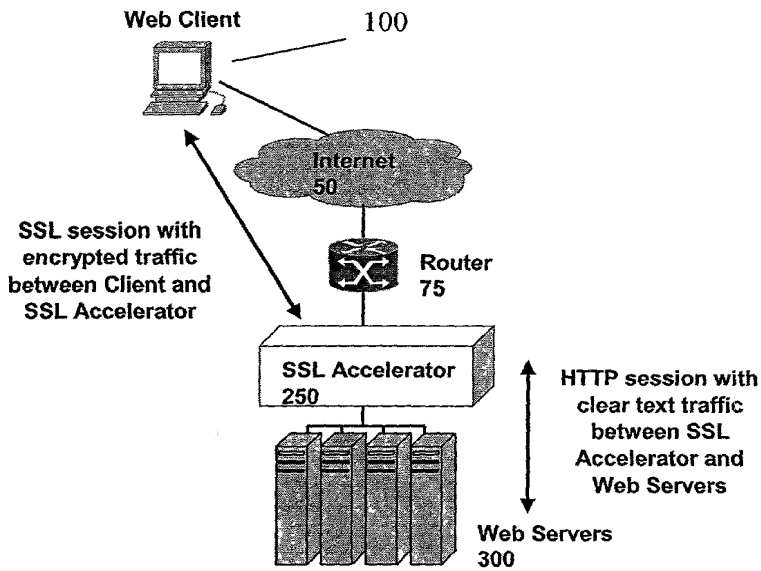 Web Client
100
Internet
50
SSL session with
encrypted traffic
between Client and
SSL Accelerator
Router
75
SSL Accelerator
250
HTTP session with
clear text traffic
between SSL
Accelerator and
Web Servers
Web Servers
300